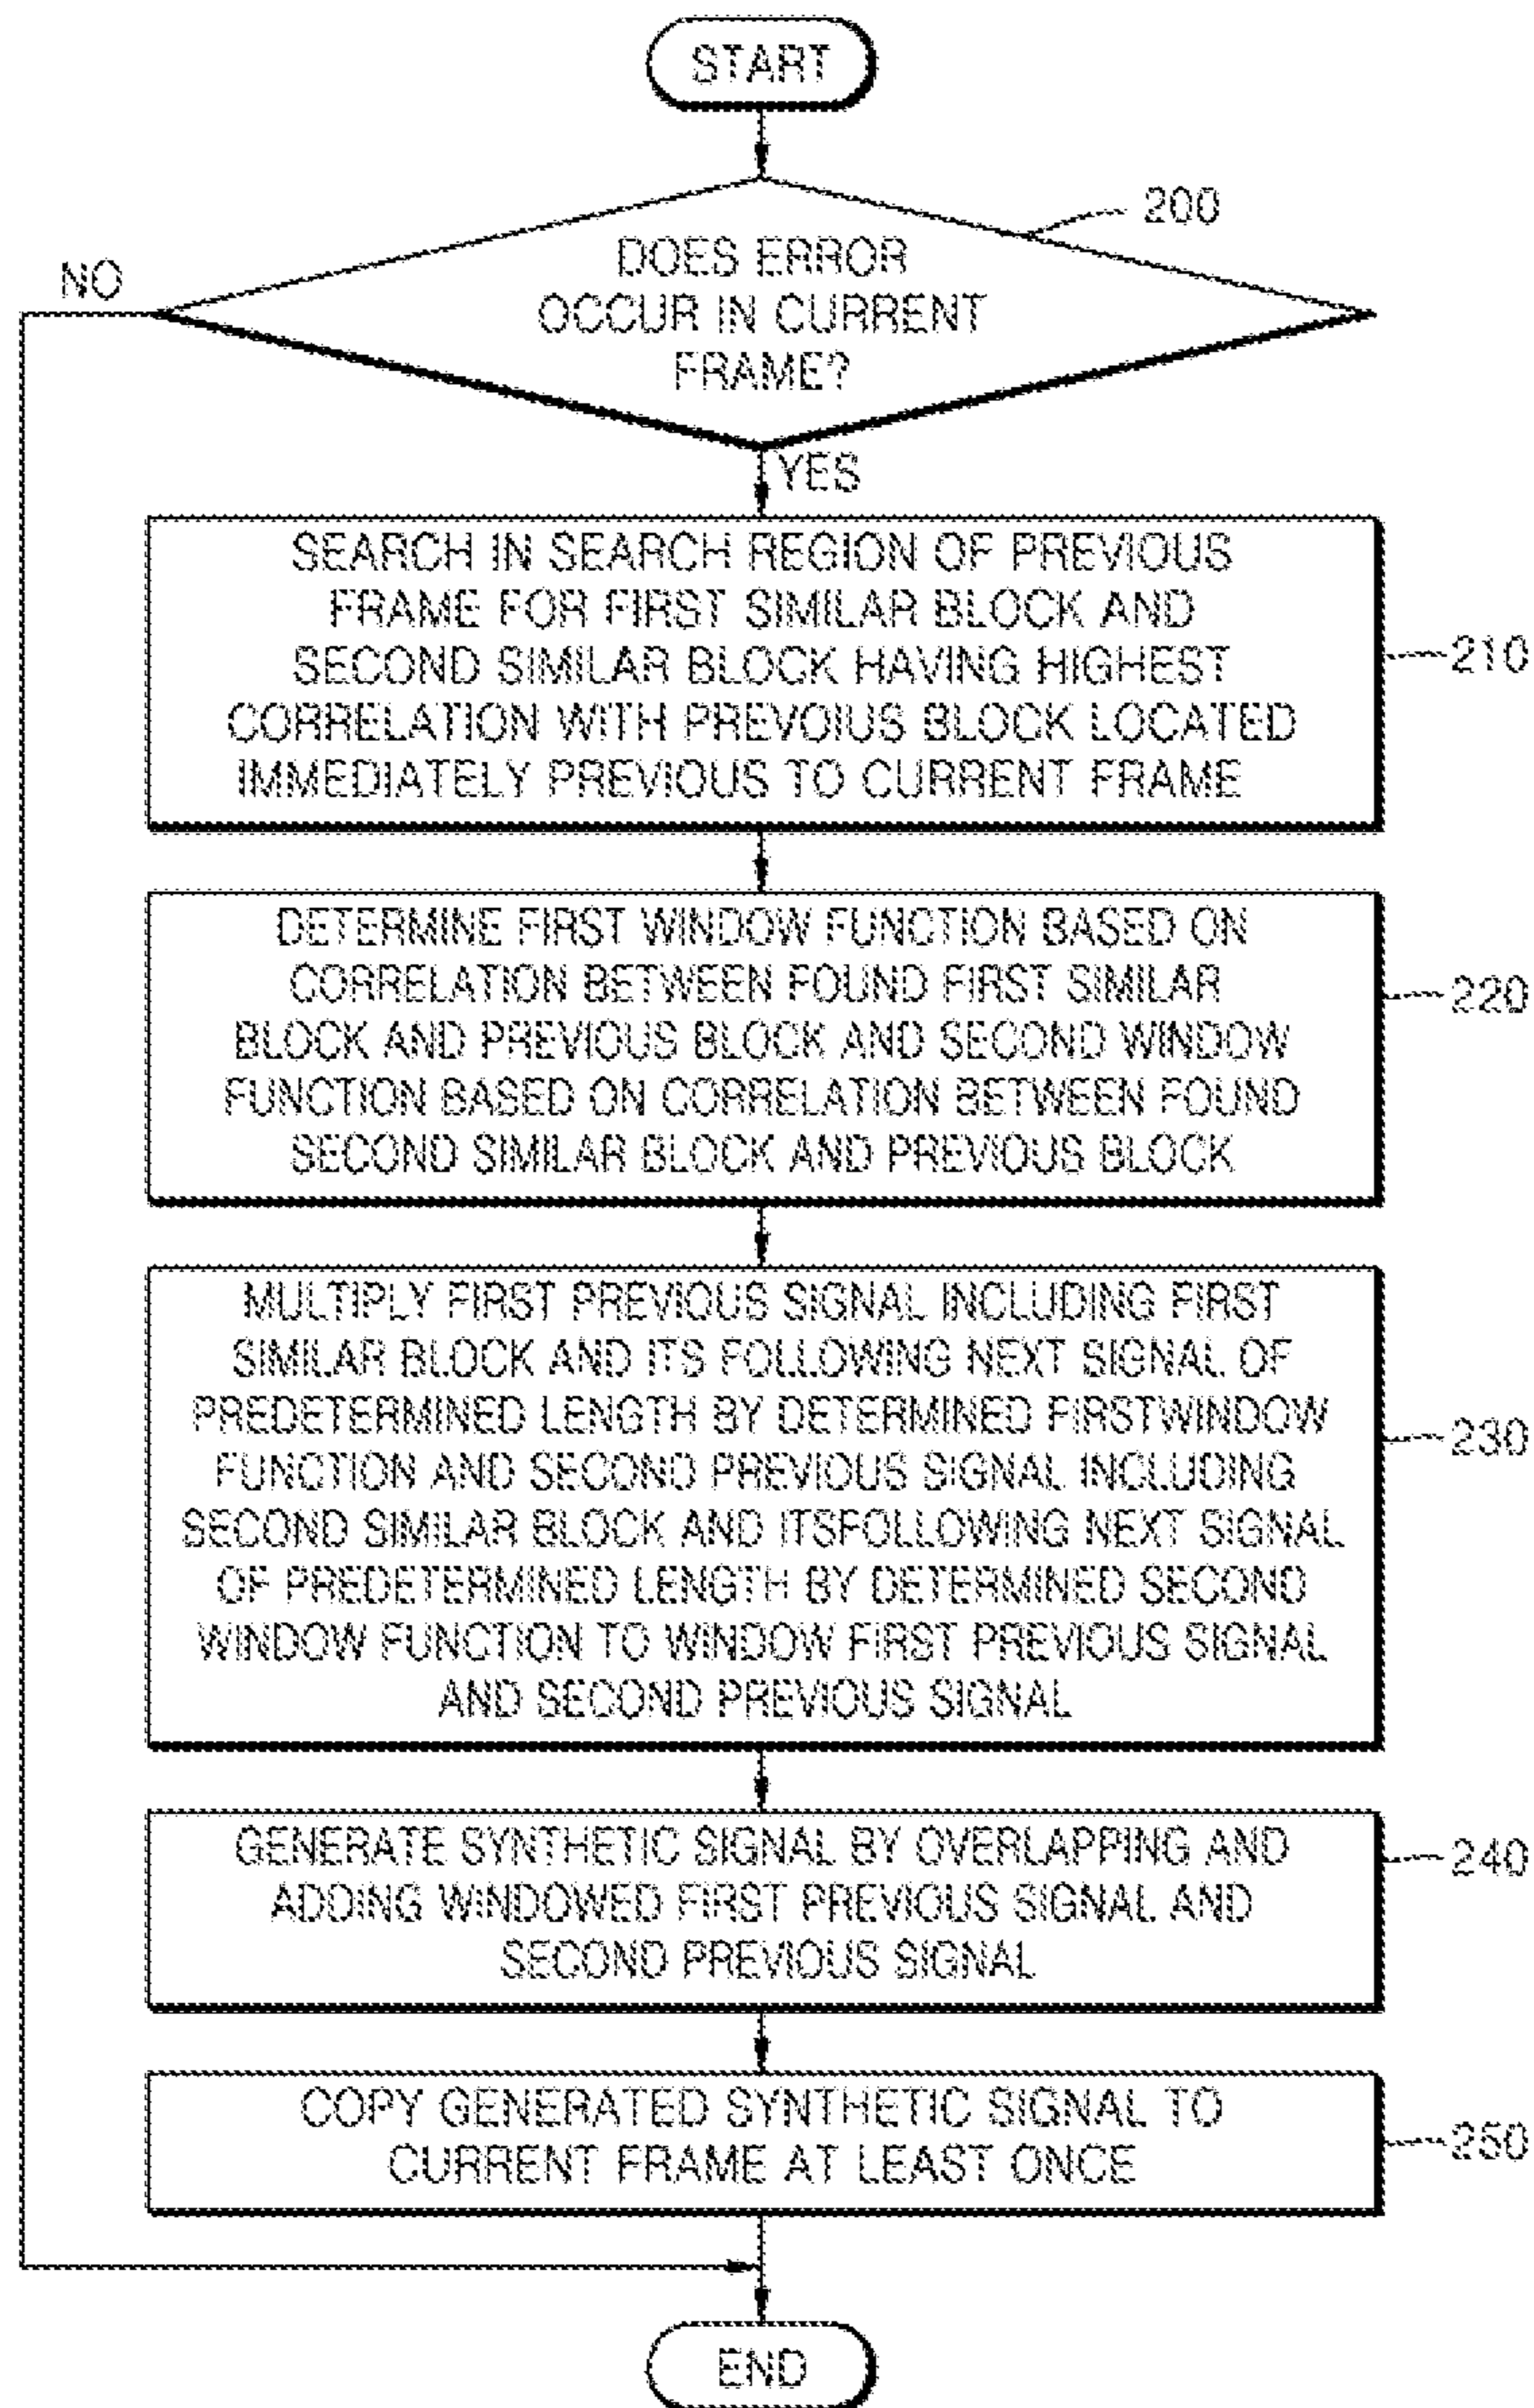 START
200
DOES ERROR
OCCUR IN CURRENT
FRAME?
NO
YES
SEARCH IN SEARCH REGION OF PREVIOUS
FRAME FOR FIRST SIMILAR BLOCK AND
SECOND SIMILAR BLOCK HAVING HIGHEST
CORRELATION WITH PREVOIUS BLOCK LOCATED
IMMEDIATELY PREVIOUS TO CURRENT FRAME
210
DETERMINE FIRST WINDOW FUNCTION BASED ON
CORRELATION BETWEEN FOUND FIRST SIMILAR
BLOCK AND PREVIOUS BLOCK AND SECOND WINDOW
FUNCTION BASED ON CORRELATION BETWEEN FOUND
SECOND SIMILAR BLOCK AND PREVIOUS BLOCK
220
MULTIPLY FIRST PREVIOUS SIGNAL INCLUDING FIRST
SIMILAR BLOCK AND ITS FOLLOWING NEXT SIGNAL OF
PREDETERMINED LENGTH BY DETERMINED FIRSTWINDOW
FUNCTION AND SECOND PREVIOUS SIGNAL INCLUDING
SECOND SIMILAR BLOCK AND ITSFOLLOWING NEXT SIGNAL
OF PREDETERMINED LENGTH BY DETERMINED SECOND
WINDOW FUNCTION TO WINDOW FIRST PREVIOUS SIGNAL
AND SECOND PREVIOUS SIGNAL
230
GENERATE SYNTHETIC SIGNAL BY OVERLAPPING AND
ADDING WINDOWED FIRST PREVIOUS SIGNAL AND
SECOND PREVIOUS SIGNAL
240
COPY GENERATED SYNTHETIC SIGNAL TO
CURRENT FRAME AT LEAST ONCE
250
END